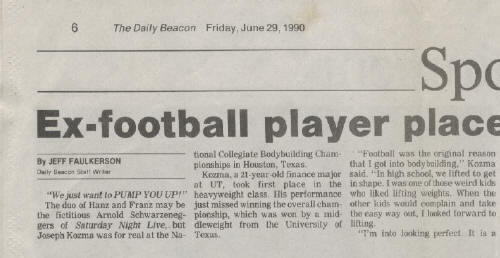 6 The Daily Beacon Friday, June 29, 1990
Spo
Ex-football player place
By JEFF FAULKERSON
Daily Beacon Staff Writer
"We just want to PUMP YOU UP!"
The duo of Hanz and Franz may be
the fictitious Arnold Schwarzeneg-
gers of Saturday Night Live, but
Joseph Kozma was for real at the Na-
tional Collegiate Bodybuilding Cham-
pionships in Houston, Texas.
Kozma, a 21-year-old finance major
at UT, took first place in the
heavyweight class. His performance
just missed winning the overall cham-
pionship, which was won by a mid-
dleweight from the University of
Texas.
"Football was the original reason
that I got into bodybuilding," Kozma
said. "In high school, we lifted to get
in shape. I was one of those weird kids
who liked lifting weights. When the
other kids would complain and take
the easy way out, I looked forward to
lifting.
"I'm into looking perfect. It is a